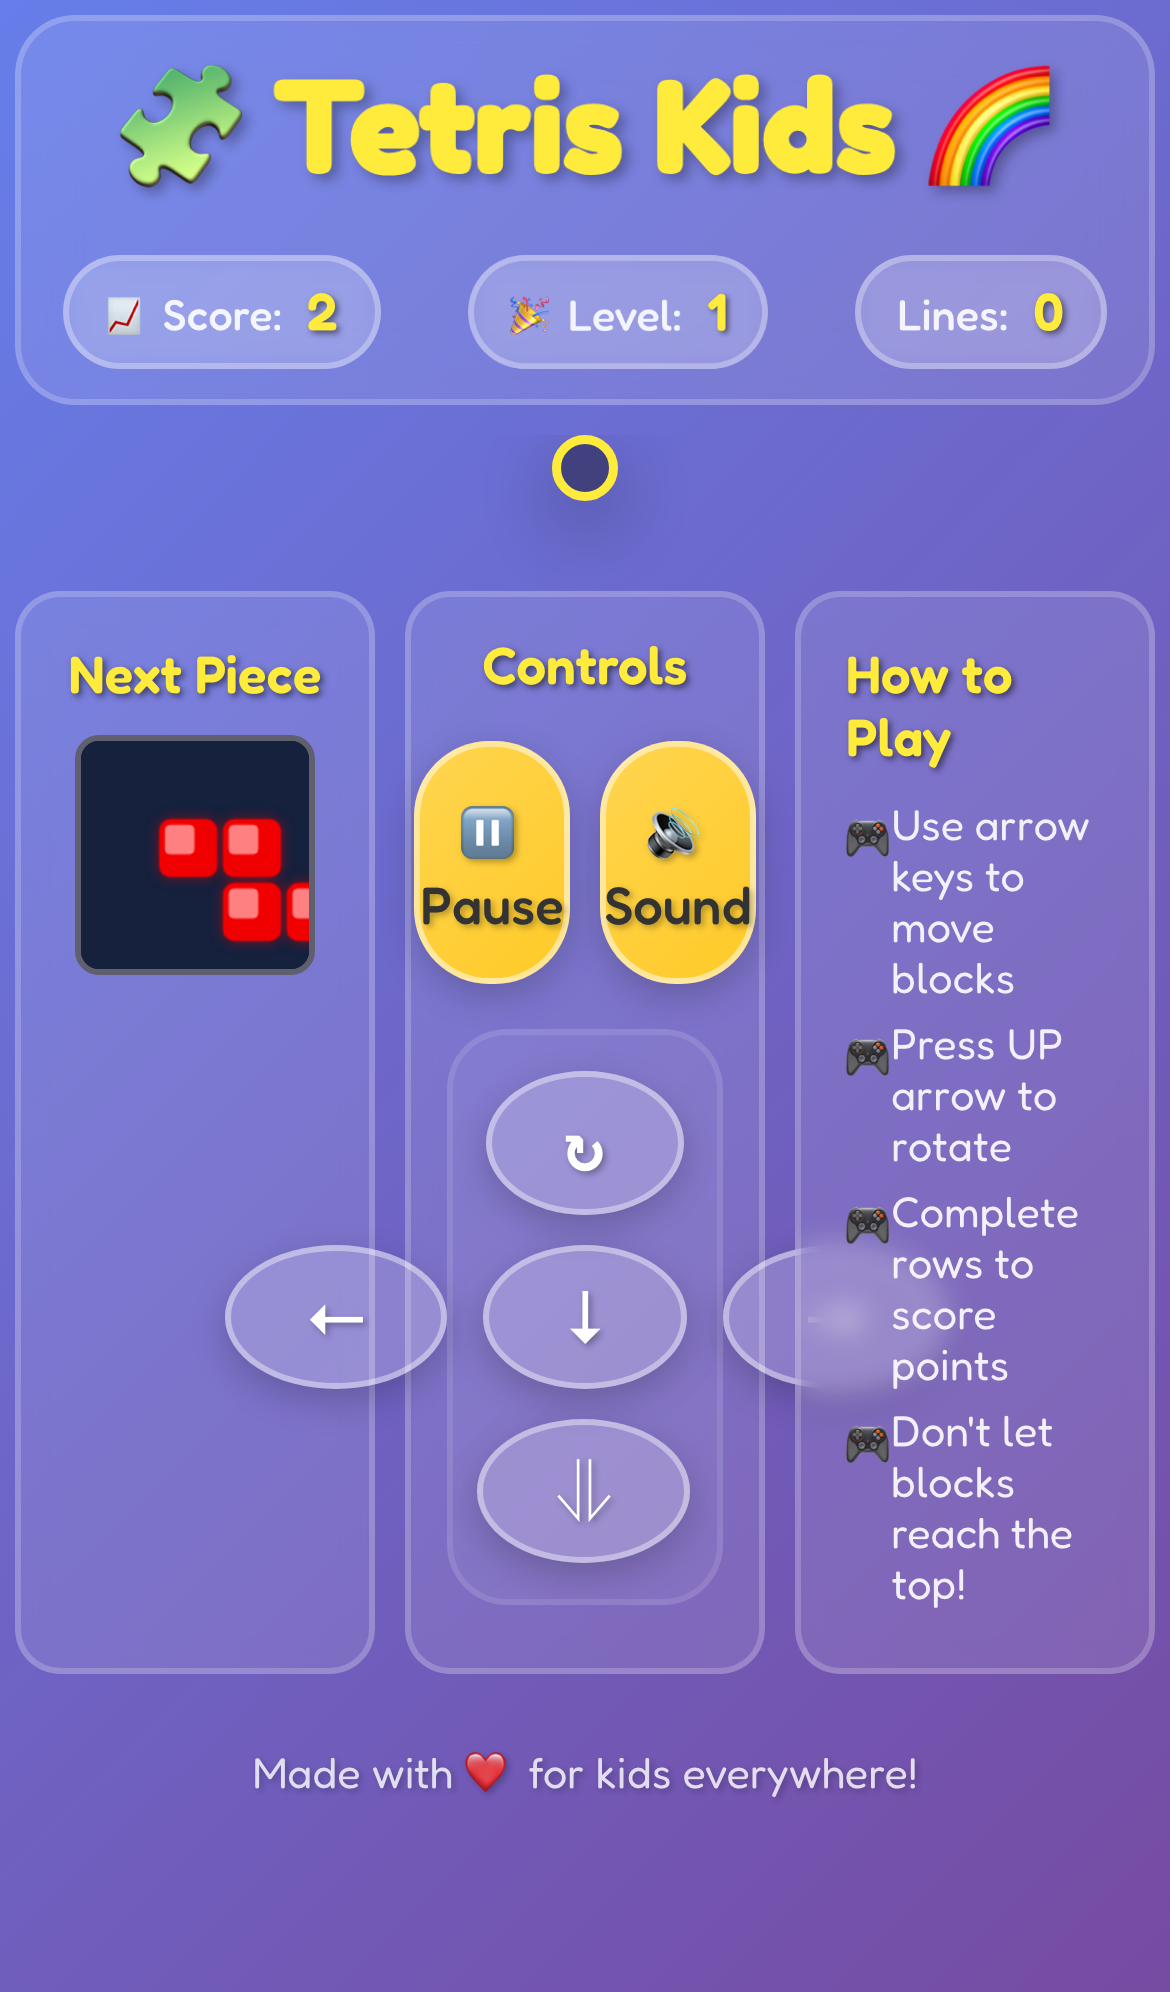 Tetris Kids
Score: 2
Level: 1
Lines: 0
Next Piece
Controls
Pause
Sound
↻
←
↓
⇓
How to
Play
Use arrow
keys to
move
blocks
Press UP
arrow to
rotate
Complete
rows to
score
points
Don't let
blocks
reach the
top!
Made with ❤️ for kids everywhere!